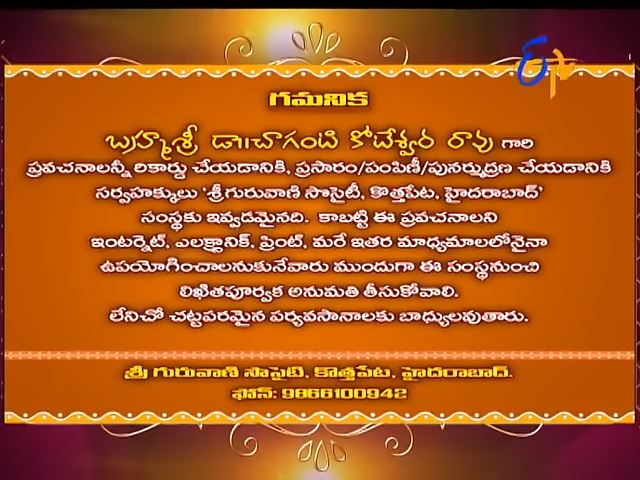 ETV
గమనిక
బ్రహ్మశ్రీ డా॥చాగంటి కోటేశ్వర రావు గారి
ప్రవచనాలన్నీ రికార్డు చేయడానికి, ప్రసారం/పంపిణీ/పునర్ముద్రణ చేయడానికి
సర్వహక్కులు ‘శ్రీగురువాణి సొసైటీ, కొత్తపేట, హైదరాబాద్’
సంస్థకు ఇవ్వడమైనది. కాబట్టి ఈ ప్రవచనాలని
ఇంటర్నెట్, ఎలక్ట్రానిక్, ప్రింట్, మరే ఇతర మాధ్యమాలలోనైనా
ఉపయోగించాలనుకునేవారు ముందుగా ఈ సంస్థనుంచి
లిఖితపూర్వక అనుమతి తీసుకోవాలి.
లేనిచో చట్టపరమైన పర్యవసానాలకు బాధ్యులవుతారు.
శ్రీ గురువాణి సొసైటి, కొత్తపేట, హైదరాబాద్.
ఫోన్: 9866100942